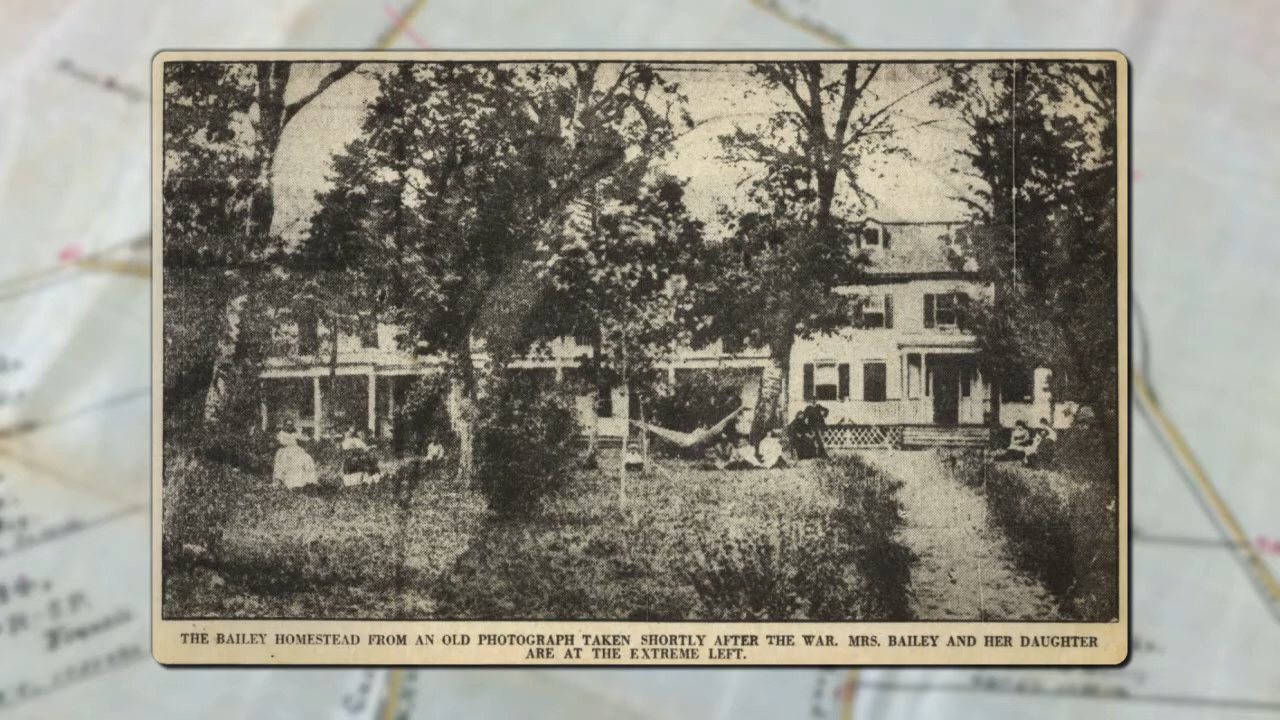 THE BAILEY HOMESTEAD FROM AN OLD PHOTOGRAPH TAKEN SHORTLY AFTER THE WAR. MRS. BAILEY AND HER DAUGHTER
ARE AT THE EXTREME LEFT.